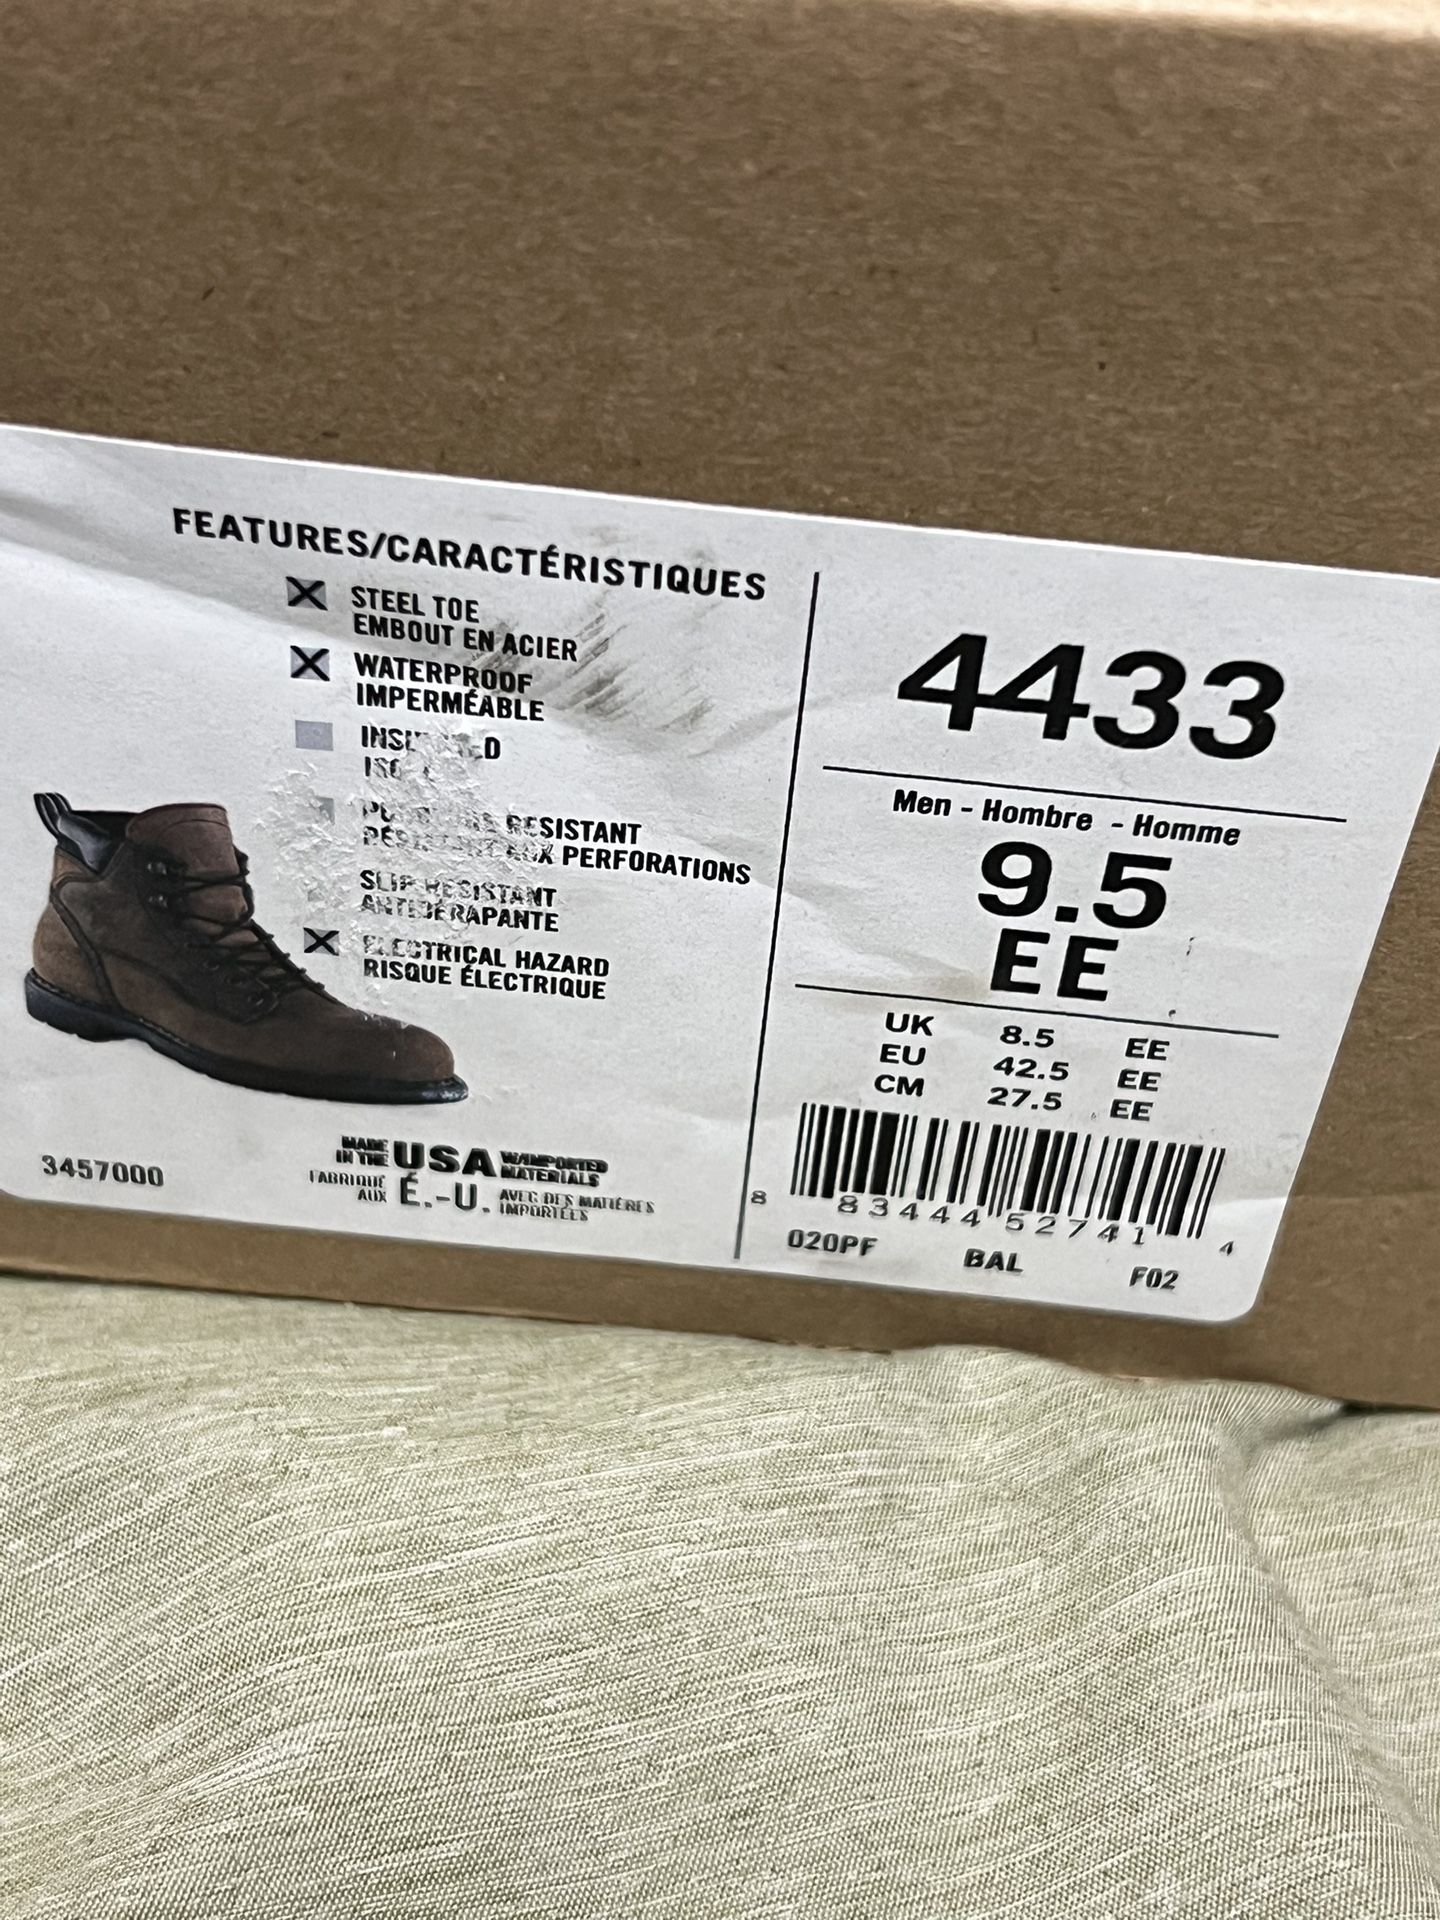 FEATURES/CARACTÉRISTIQUES
STEEL TOE
EMBOUT EN ACIER
WATERPROOF
IMPERMÉABLE
RESISTANT
AUX PERFORATIONS
SLIP RESISTANT
ANTIDÉRAPANTE
ELECTRICAL HAZARD
RISQUE ÉLECTRIQUE
3457000
MADE IN THE USA W/IMPORTED MATERIALS
FABRIQUÉ AUX É.-U. AVEC DES MATIÈRES IMPORTÉES
4433
Men - Hombre - Homme
9.5
EE
UK 8.5 EE
EU 42.5 EE
CM 27.5 EE
8 83444 52741 4
020PF BAL F02